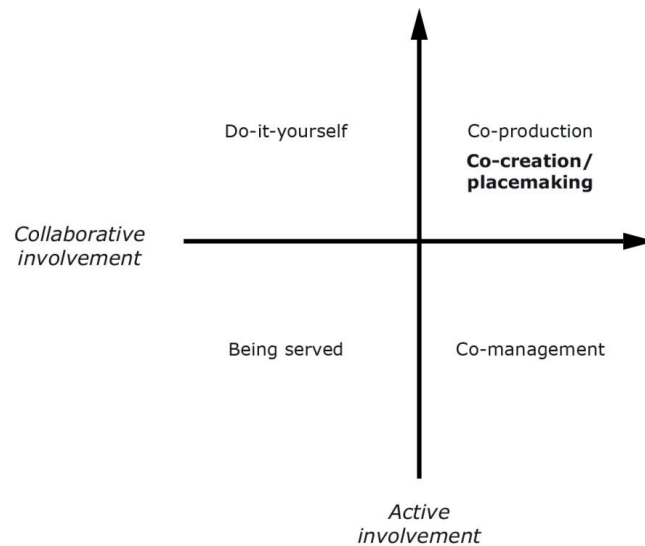 Do-it-yourself
Co-production
Co-creation/
placemaking
Collaborative
involvement
Being served
Co-management
Active
involvement